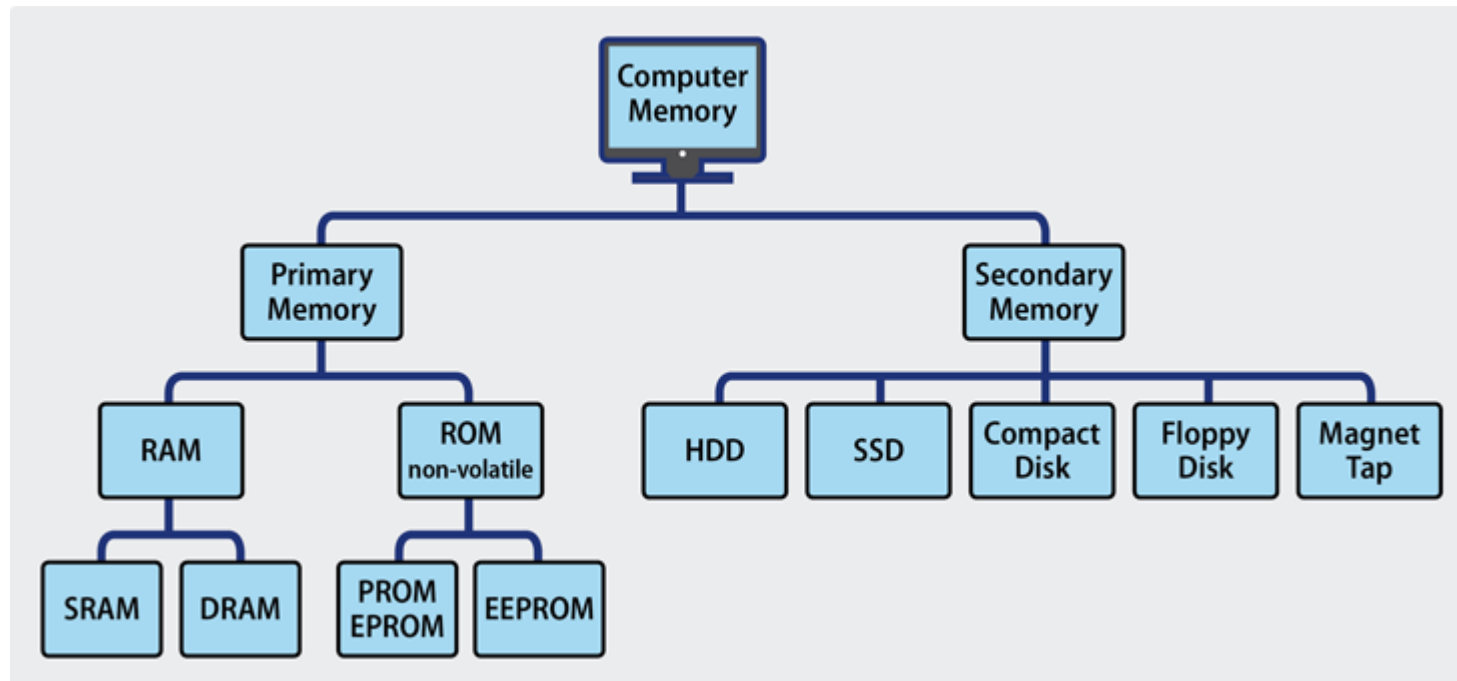 Computer
Memory
Primary
Memory
Secondary
Memory
RAM
ROM
non-volatile
HDD
SSD
Compact
Disk
Floppy
Disk
Magnet
Tap
SRAM
DRAM
PROM
EPROM
EEPROM